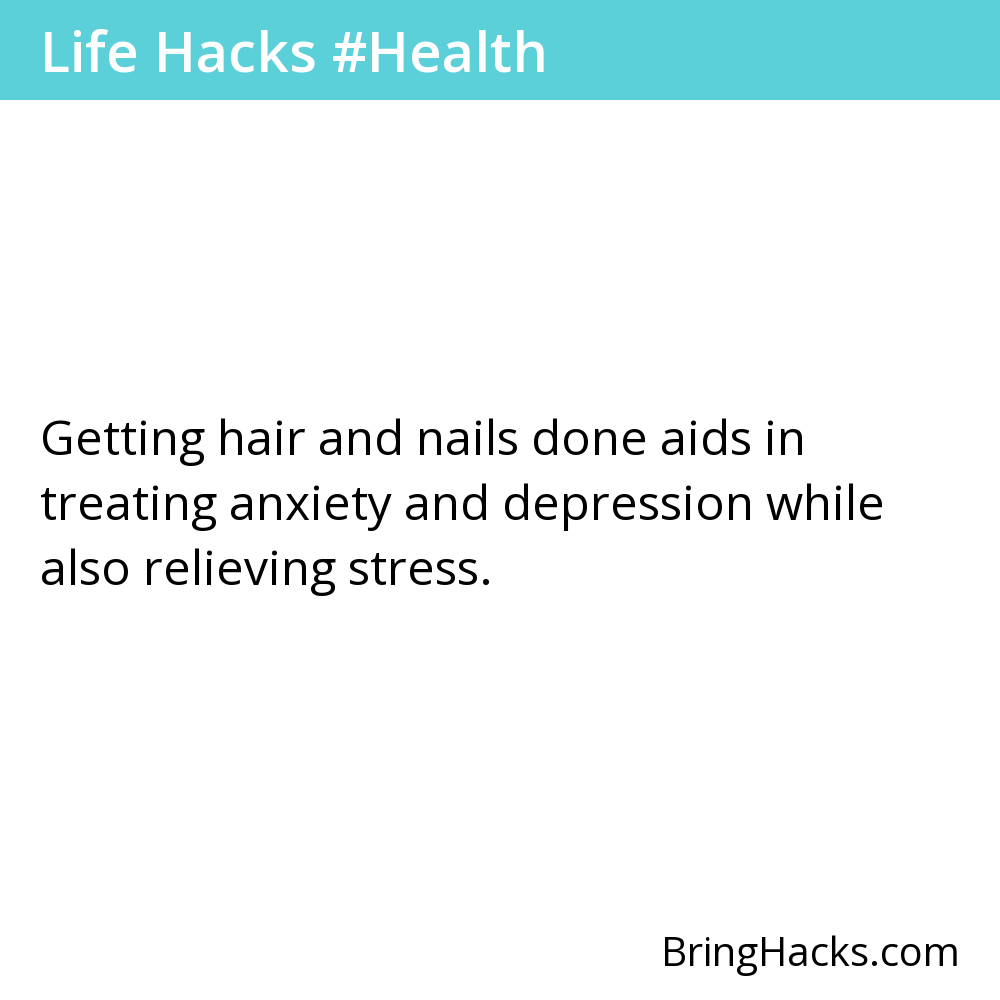 Life Hacks #Health
Getting hair and nails done aids in
treating anxiety and depression while
also relieving stress.
BringHacks.com